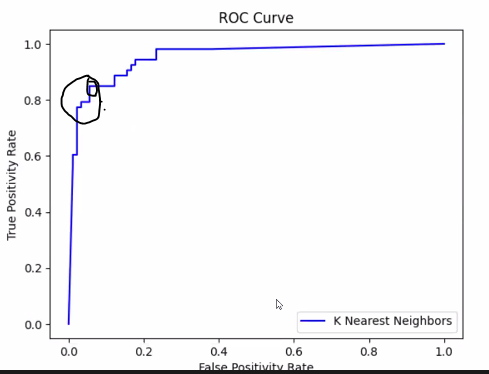 ROC Curve
1.0
0.8
0.6
0.4
0.2
0.0
True Positivity Rate
K Nearest Neighbors
0.0 0.2 0.4 0.6 0.8 1.0
False Positivity Rate